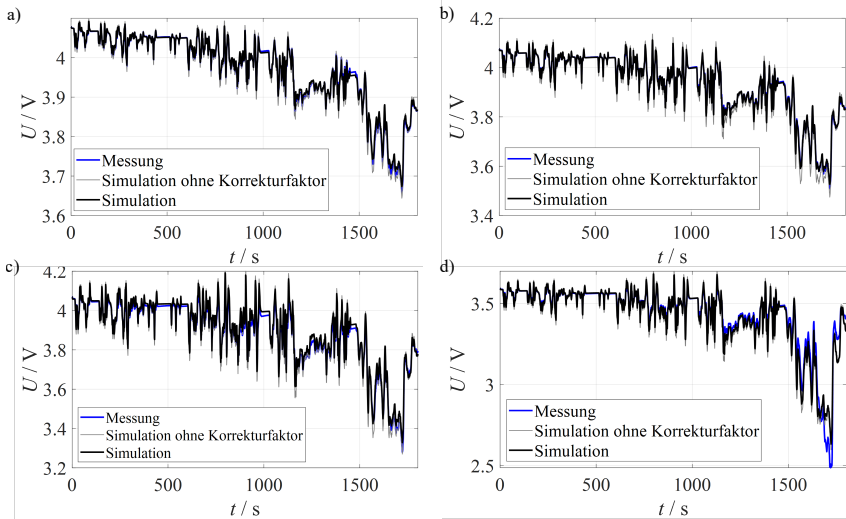 a)
4
3.9
3.8
3.7
3.6
U / V
Messung
Simulation ohne Korrekturfaktor
Simulation
0
500
1000
1500
t / s
b)
4.2
4
3.8
3.6
3.4
U / V
Messung
Simulation ohne Korrekturfaktor
Simulation
0
500
1000
1500
t / s
c)
4.2
4
3.8
3.6
3.4
3.2
U / V
Messung
Simulation ohne Korrekturfaktor
Simulation
0
500
1000
1500
t / s
d)
3.5
3
2.5
U / V
Messung
Simulation ohne Korrekturfaktor
Simulation
0
500
1000
1500
t / s